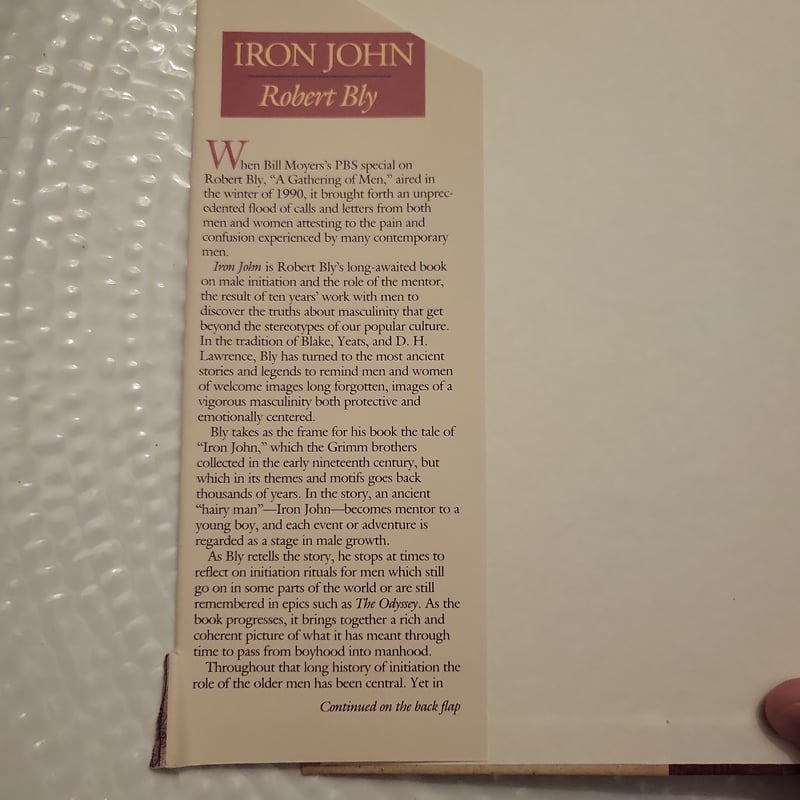 IRON JOHN
Robert Bly
When Bill Moyers's PBS special on
Robert Bly, “A Gathering of Men,” aired in
the winter of 1990, it brought forth an unprec-
edented flood of calls and letters from both
men and women attesting to the pain and
confusion experienced by many contemporary
men.
Iron John is Robert Bly's long-awaited book
on male initiation and the role of the mentor,
the result of ten years' work with men to
discover the truths about masculinity that get
beyond the stereotypes of our popular culture.
In the tradition of Blake, Yeats, and D. H.
Lawrence, Bly has turned to the most ancient
stories and legends to remind men and women
of welcome images long forgotten, images of a
vigorous masculinity both protective and
emotionally centered.
Bly takes as the frame for his book the tale of
“Iron John,” which the Grimm brothers
collected in the early nineteenth century, but
which in its themes and motifs goes back
thousands of years. In the story, an ancient
“hairy man”—Iron John—becomes mentor to a
young boy, and each event or adventure is
regarded as a stage in male growth.
As Bly retells the story, he stops at times to
reflect on initiation rituals for men which still
go on in some parts of the world or are still
remembered in epics such as The Odyssey. As the
book progresses, it brings together a rich and
coherent picture of what it has meant through
time to pass from boyhood into manhood.
Throughout that long history of initiation the
role of the older men has been central. Yet in
Continued on the back flap